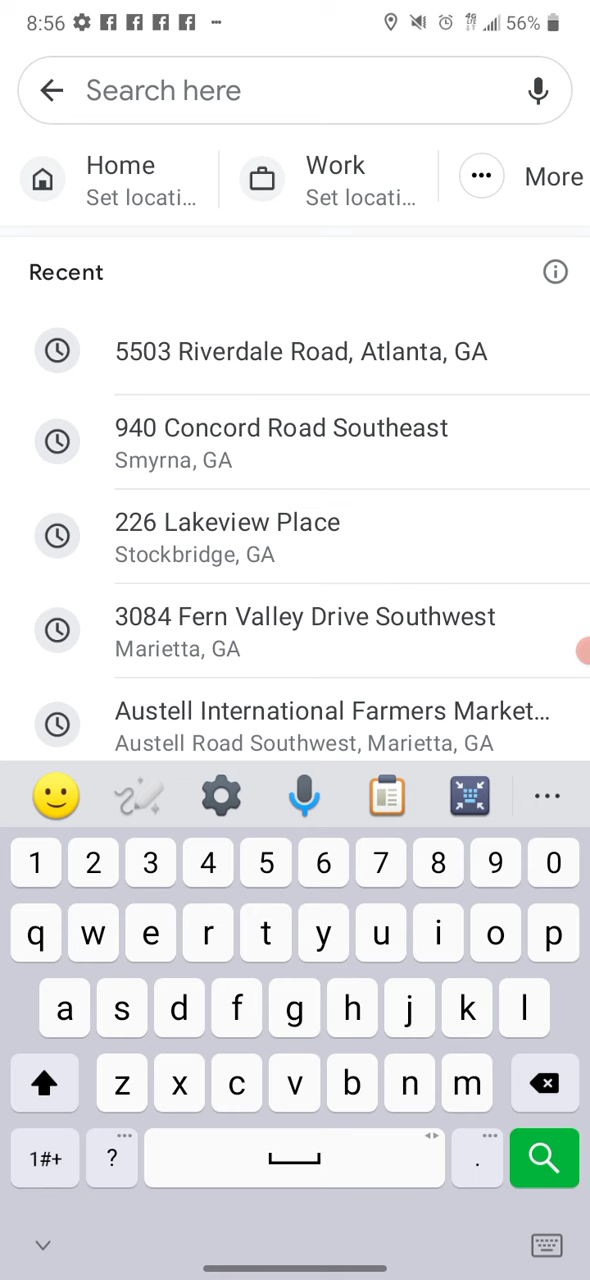 8:56 56%
Search here
Home
Set locati...
Work
Set locati...
More
Recent
5503 Riverdale Road, Atlanta, GA
940 Concord Road Southeast
Smyrna, GA
226 Lakeview Place
Stockbridge, GA
3084 Fern Valley Drive Southwest
Marietta, GA
Austell International Farmers Market...
Austell Road Southwest, Marietta, GA
1 2 3 4 5 6 7 8 9 0
q w e r t y u i o p
a s d f g h j k l
z x c v b n m
1#+ ? .